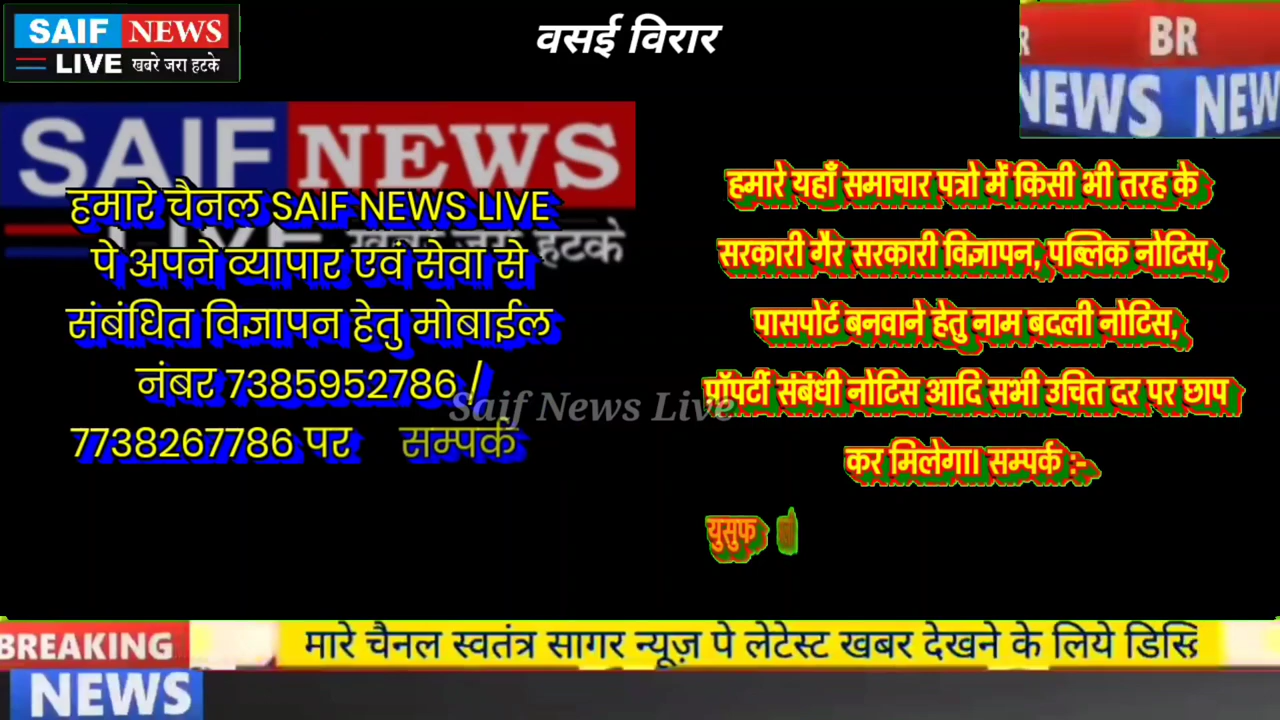 SAIF NEWS
LIVE खबरे जरा हटके
वसई विरार
BR
NEWS NEW
SAIF NEWS
हमारे चैनल SAIF NEWS LIVE
पे अपने व्यापार एवं सेवा से
संबंधित विज्ञापन हेतु मोबाईल
नंबर 7385952786 /
7738267786 पर सम्पर्क
हमारे यहाँ समाचार पत्रो में किसी भी तरह के
सरकारी गैर सरकारी विज्ञापन, पब्लिक नोटिस,
पासपोर्ट बनवाने हेतु नाम बदली नोटिस,
प्रॉपर्टी संबंधी नोटिस आदि सभी उचित दर पर छाप
कर मिलेगा। सम्पर्क :-
युसुफ
Saif News Live
BREAKING
NEWS
मारे चैनल स्वतंत्र सागर न्यूज़ पे लेटेस्ट खबर देखने के लिये